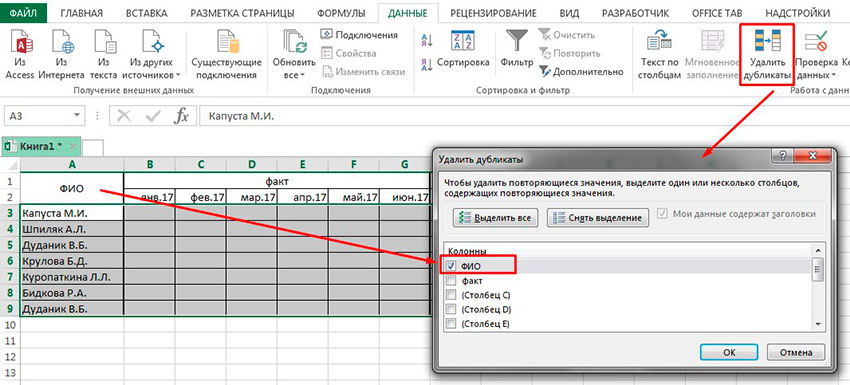 ФАЙЛ ГЛАВНАЯ ВСТАВКА РАЗМЕТКА СТРАНИЦЫ ФОРМУЛЫ ДАННЫЕ РЕЦЕНЗИРОВАНИЕ ВИД РАЗРАБОТЧИК OFFICE TAB НАДСТРОЙКИ
Из Access
Из Интернета
Из текста
Из других источников
Существующие подключения
Получение внешних данных
Обновить все
Подключения
Свойства
Изменить связи
Подключения
Сортировка
Фильтр
Очистить
Повторить
Дополнительно
Сортировка и фильтр
Текст по столбцам
Мгновенное заполнение
Удалить дубликаты
Проверка данных
Работа с данн
A3 fx Капуста М.И.
Книга1 *
A B C D E F G
1 ФИО факт
2 янв.17 фев.17 мар.17 апр.17 май.17 июн.17
3 Капуста М.И.
4 Шпиляк А.Л.
5 Дуданик В.Б.
6 Крулова Б.Д.
7 Куропаткина Л.Л.
8 Бидкова Р.А.
9 Дуданик В.Б.
10
11
12
13
Удалить дубликаты
Чтобы удалить повторяющиеся значения, выделите один или несколько столбцов,
содержащих повторяющиеся значения.
Выделить все Снять выделение Мои данные содержат заголовки
Колонны
ФИО
факт
(Столбец C)
(Столбец D)
(Столбец E)
ОК Отмена